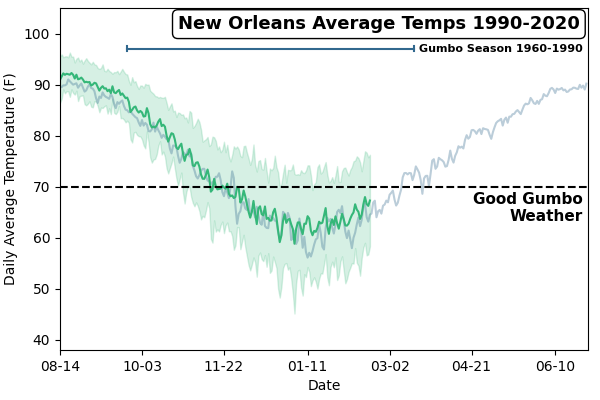 New Orleans Average Temps 1990-2020
Gumbo Season 1960-1990
Good Gumbo
Weather
Daily Average Temperature (F)
100
90
80
70
60
50
40
08-14
10-03
11-22
01-11
03-02
04-21
06-10
Date